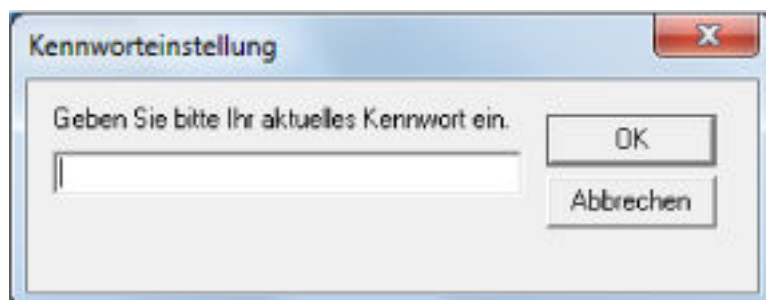 Kennworteinstellung
Geben Sie bitte Ihr aktuelles Kennwort ein.
OK
Abbrechen